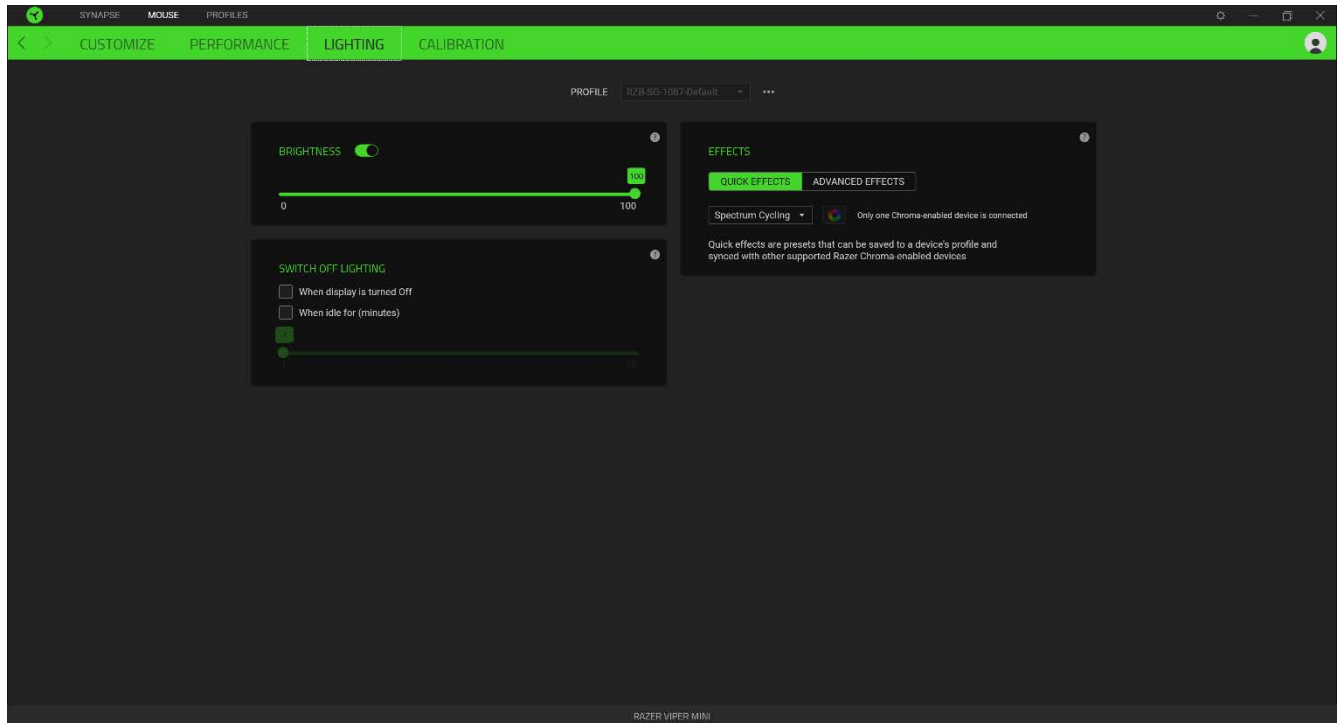 SYNAPSE MOUSE PROFILES
CUSTOMIZE PERFORMANCE LIGHTING CALIBRATION
PROFILE RZB-SG-1087-Default
BRIGHTNESS
100
0 100
SWITCH OFF LIGHTING
When display is turned Off
When idle for (minutes)
1
EFFECTS
QUICK EFFECTS ADVANCED EFFECTS
Spectrum Cycling Only one Chroma-enabled device is connected
Quick effects are presets that can be saved to a device's profile and
synced with other supported Razer Chroma-enabled devices
RAZER VIPER MINI